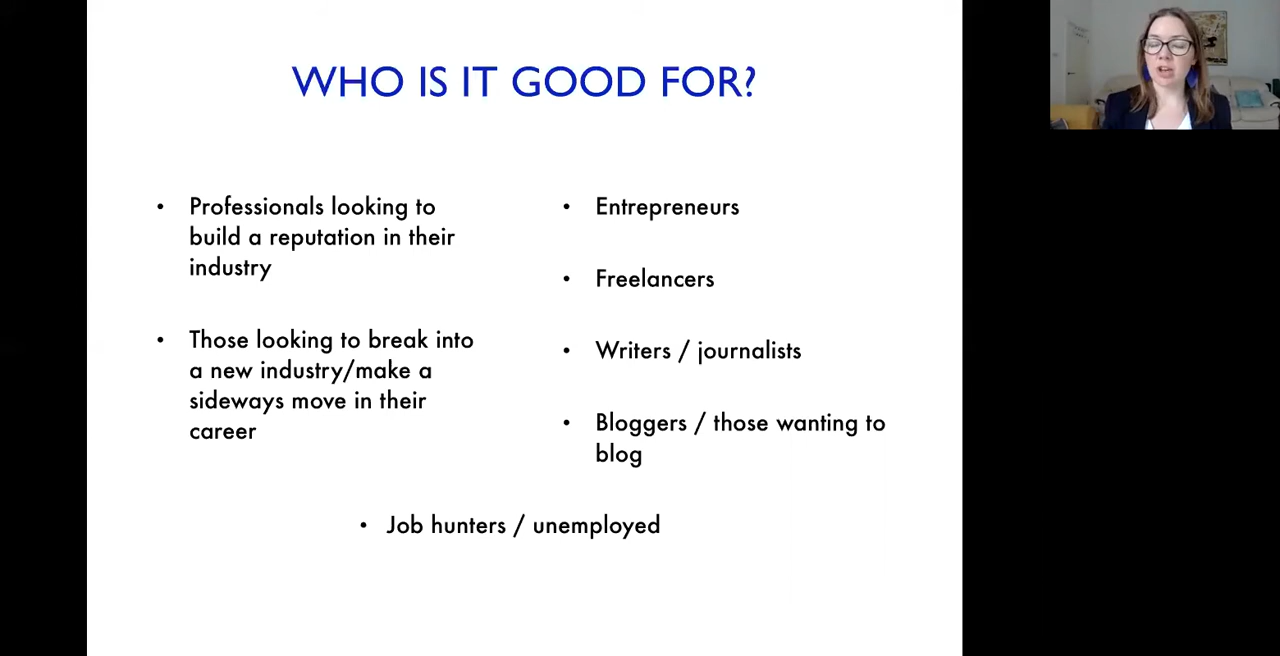 WHO IS IT GOOD FOR?
• Professionals looking to
build a reputation in their
industry
• Those looking to break into
a new industry/make a
sideways move in their
career
• Entrepreneurs
• Freelancers
• Writers / journalists
• Bloggers / those wanting to
blog
• Job hunters / unemployed